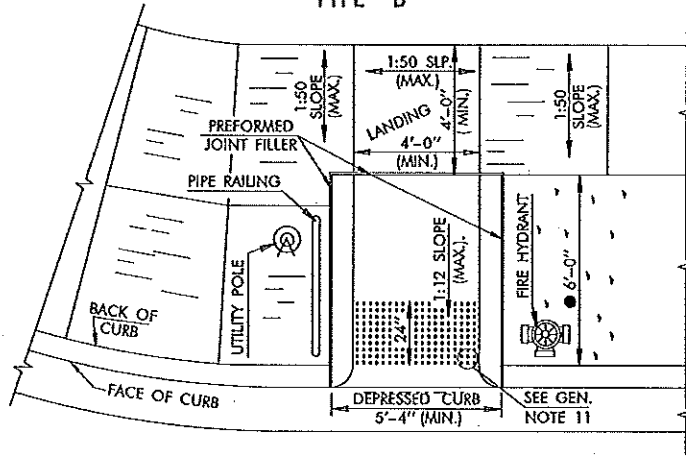 1:50 SLP.
(MAX.)
1:50
SLOPE
(MAX.)
LANDING
4'-0"
(MIN.)
4'-0"
(MIN.)
1:50
SLOPE
(MAX.)
PREFORMED
JOINT FILLER
PIPE RAILING
UTILITY POLE
1:12 SLOPE
(MAX.)
24"
FIRE HYDRANT
● 6'-0"
BACK OF
CURB
FACE OF CURB
DEPRESSED CURB
5'-4" (MIN.)
SEE GEN.
NOTE 11